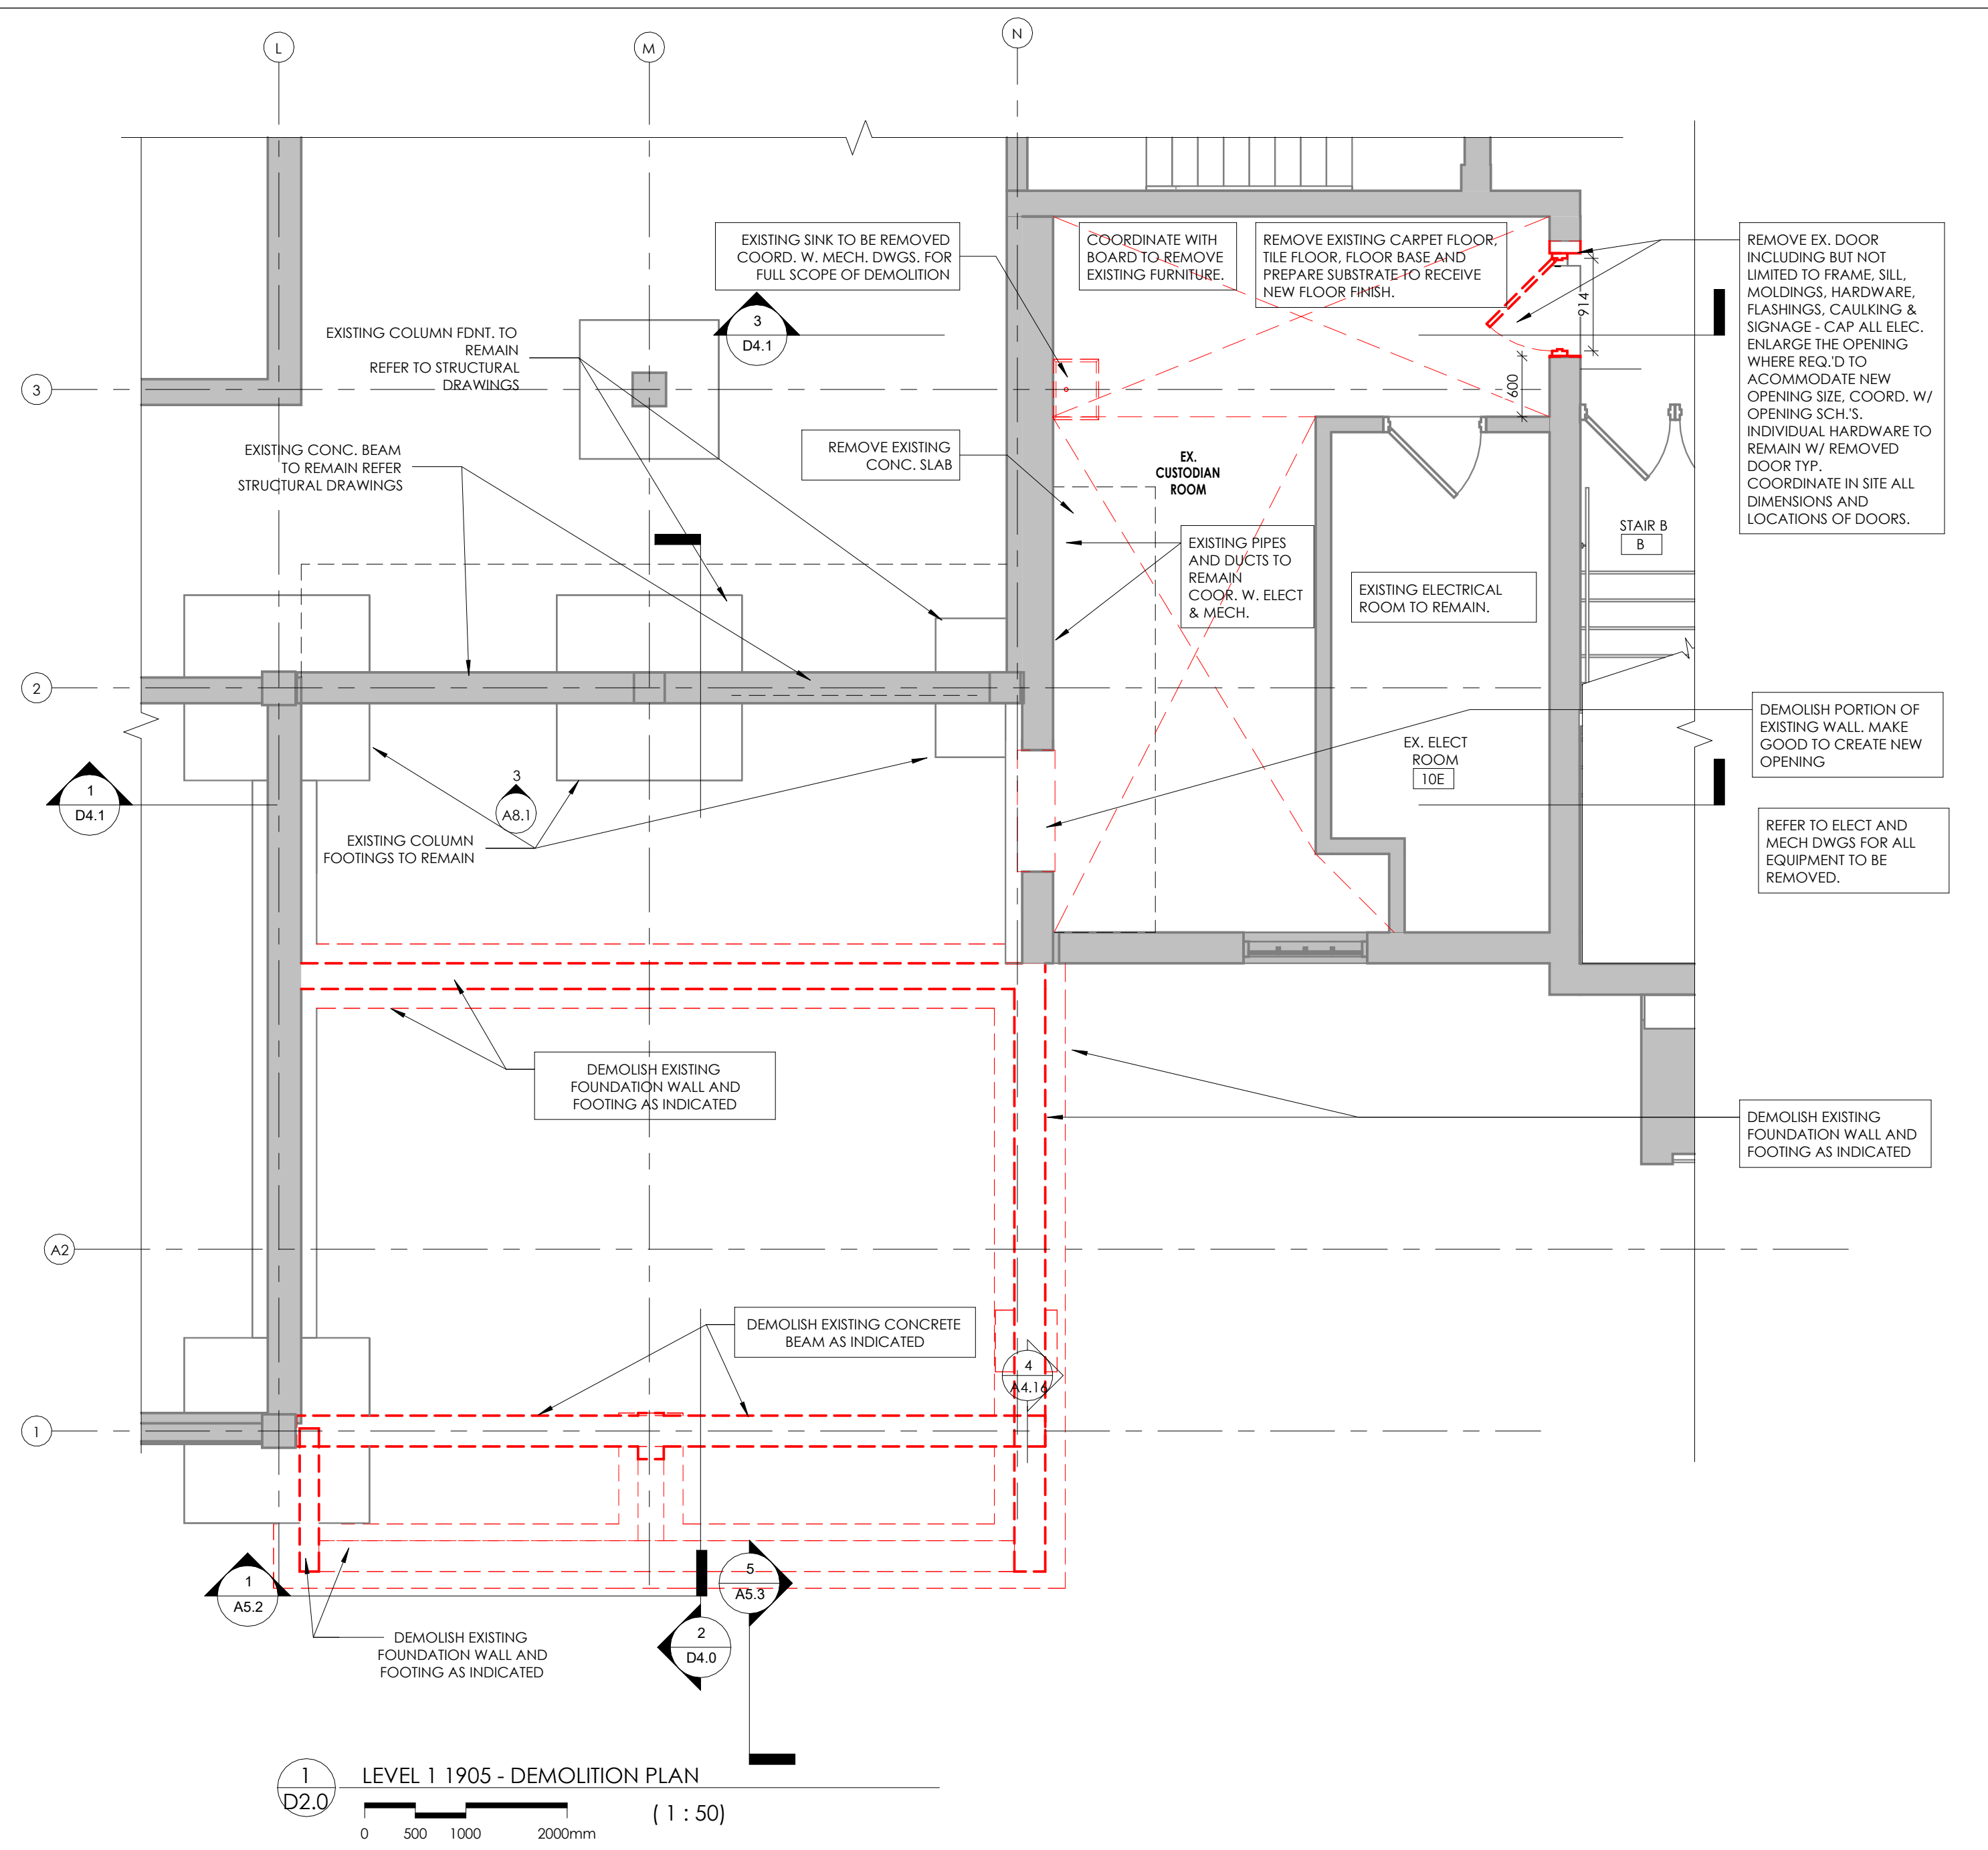 L
M
N
3
2
1
A2
EXISTING SINK TO BE REMOVED
COORD. W. MECH. DWGS. FOR
FULL SCOPE OF DEMOLITION
COORDINATE WITH
BOARD TO REMOVE
EXISTING FURNITURE.
REMOVE EXISTING CARPET FLOOR,
TILE FLOOR, FLOOR BASE AND
PREPARE SUBSTRATE TO RECEIVE
NEW FLOOR FINISH.
REMOVE EX. DOOR
INCLUDING BUT NOT
LIMITED TO FRAME, SILL,
MOLDINGS, HARDWARE,
FLASHINGS, CAULKING &
SIGNAGE - CAP ALL ELEC.
ENLARGE THE OPENING
WHERE REQ.'D TO
ACOMMODATE NEW
OPENING SIZE, COORD. W/
OPENING SCH.'S.
INDIVIDUAL HARDWARE TO
REMAIN W/ REMOVED
DOOR TYP.
COORDINATE IN SITE ALL
DIMENSIONS AND
LOCATIONS OF DOORS.
914
600
3
D4.1
EXISTING COLUMN FDNT. TO
REMAIN
REFER TO STRUCTURAL
DRAWINGS
EXISTING CONC. BEAM
TO REMAIN REFER
STRUCTURAL DRAWINGS
REMOVE EXISTING
CONC. SLAB
EX.
CUSTODIAN
ROOM
EXISTING PIPES
AND DUCTS TO
REMAIN
COOR. W. ELECT
& MECH.
EXISTING ELECTRICAL
ROOM TO REMAIN.
STAIR B
B
EX. ELECT
ROOM
10E
DEMOLISH PORTION OF
EXISTING WALL. MAKE
GOOD TO CREATE NEW
OPENING
REFER TO ELECT AND
MECH DWGS FOR ALL
EQUIPMENT TO BE
REMOVED.
1
D4.1
3
A8.1
EXISTING COLUMN
FOOTINGS TO REMAIN
DEMOLISH EXISTING
FOUNDATION WALL AND
FOOTING AS INDICATED
DEMOLISH EXISTING
FOUNDATION WALL AND
FOOTING AS INDICATED
DEMOLISH EXISTING CONCRETE
BEAM AS INDICATED
4
A4.16
1
A5.2
5
A5.3
2
D4.0
DEMOLISH EXISTING
FOUNDATION WALL AND
FOOTING AS INDICATED
1
D2.0
LEVEL 1 1905 - DEMOLITION PLAN
( 1 : 50)
0 500 1000 2000mm